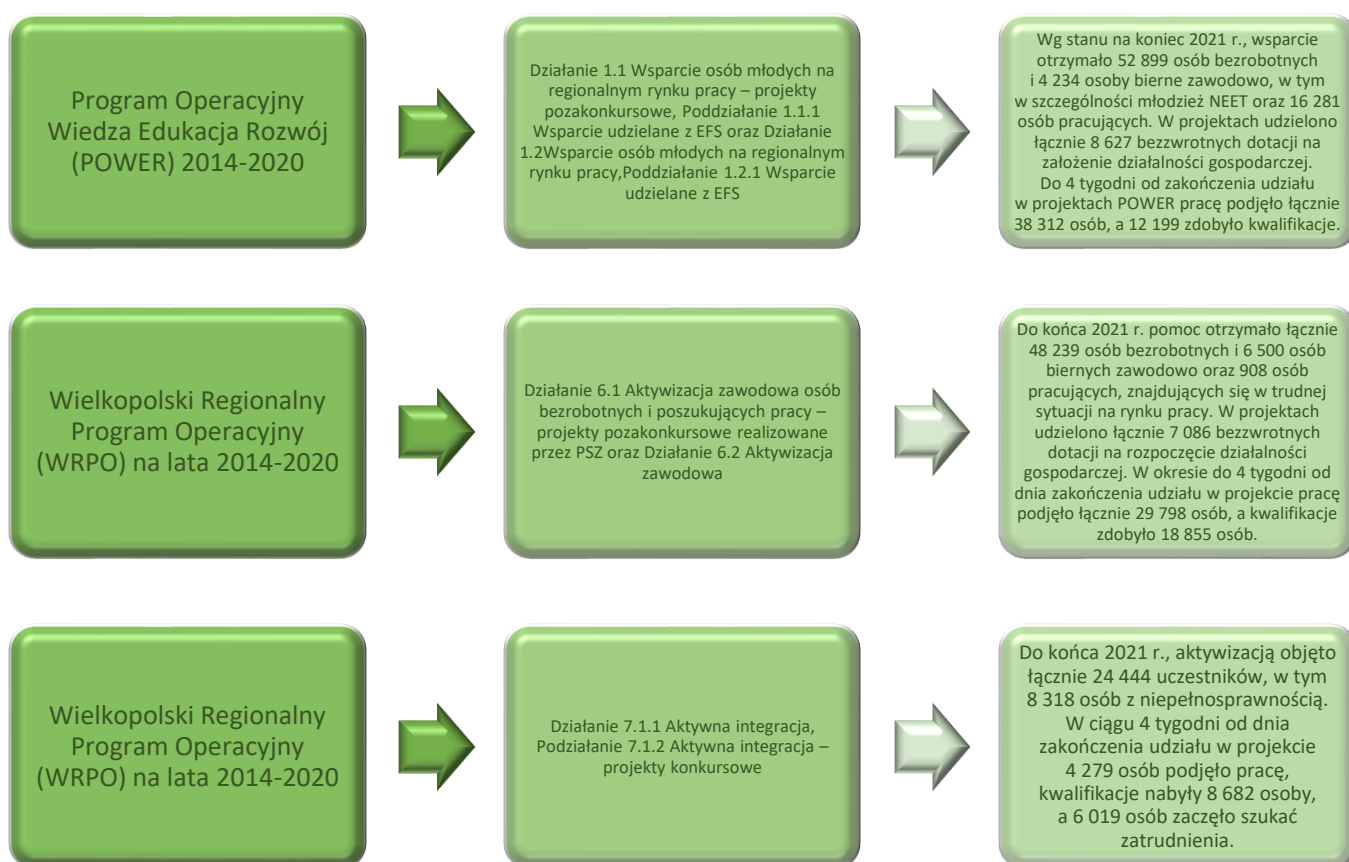 Program Operacyjny
Wiedza Edukacja Rozwój
(POWER) 2014-2020
Działanie 1.1 Wsparcie osób młodych na
regionalnym rynku pracy – projekty
pozakonkursowe, Poddziałanie 1.1.1
Wsparcie udzielane z EFS oraz Działanie
1.2Wsparcie osób młodych na regionalnym
rynku pracy,Poddziałanie 1.2.1 Wsparcie
udzielane z EFS
Wg stanu na koniec 2021 r., wsparcie
otrzymało 52 899 osób bezrobotnych
i 4 234 osoby bierne zawodowo, w tym
w szczególności młodzież NEET oraz 16 281
osób pracujących. W projektach udzielono
łącznie 8 627 bezzwrotnych dotacji na
założenie działalności gospodarczej.
Do 4 tygodni od zakończenia udziału
w projektach POWER pracę podjęło łącznie
38 312 osób, a 12 199 zdobyło kwalifikacje.
Wielkopolski Regionalny
Program Operacyjny
(WRPO) na lata 2014-2020
Działanie 6.1 Aktywizacja zawodowa osób
bezrobotnych i poszukujących pracy –
projekty pozakonkursowe realizowane
przez PSZ oraz Działanie 6.2 Aktywizacja
zawodowa
Do końca 2021 r. pomoc otrzymało łącznie
48 239 osób bezrobotnych i 6 500 osób
biernych zawodowo oraz 908 osób
pracujących, znajdujących się w trudnej
sytuacji na rynku pracy. W projektach
udzielono łącznie 7 086 bezzwrotnych
dotacji na rozpoczęcie działalności
gospodarczej. W okresie do 4 tygodni od
dnia zakończenia udziału w projekcie pracę
podjęło łącznie 29 798 osób, a kwalifikacje
zdobyło 18 855 osób.
Wielkopolski Regionalny
Program Operacyjny
(WRPO) na lata 2014-2020
Działanie 7.1.1 Aktywna integracja,
Podziałanie 7.1.2 Aktywna integracja –
projekty konkursowe
Do końca 2021 r., aktywizacją objęto
łącznie 24 444 uczestników, w tym
8 318 osób z niepełnosprawnością.
W ciągu 4 tygodni od dnia
zakończenia udziału w projekcie
4 279 osób podjęło pracę,
kwalifikacje nabyły 8 682 osoby,
a 6 019 osób zaczęło szukać
zatrudnienia.